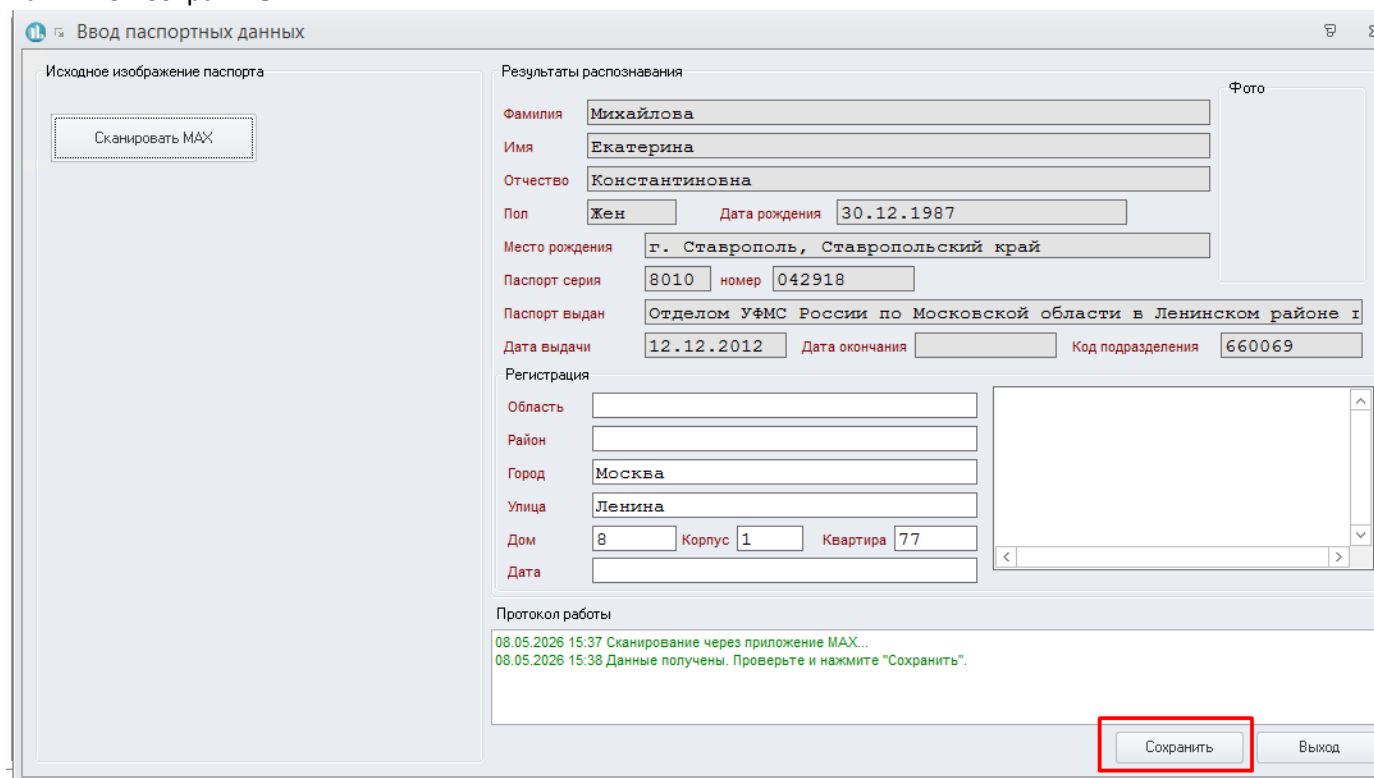 Ввод паспортных данных
Исходное изображение паспорта
Сканировать MAX
Результаты распознавания
Фото
Фамилия Михайлова
Имя Екатерина
Отчество Константиновна
Пол Жен Дата рождения 30.12.1987
Место рождения г. Ставрополь, Ставропольский край
Паспорт серия 8010 номер 042918
Паспорт выдан Отделом УФМС России по Московской области в Ленинском районе г
Дата выдачи 12.12.2012 Дата окончания Код подразделения 660069
Регистрация
Область
Район
Город Москва
Улица Ленина
Дом 8 Корпус 1 Квартира 77
Дата
Протокол работы
08.05.2026 15:37 Сканирование через приложение MAX...
08.05.2026 15:38 Данные получены. Проверьте и нажмите "Сохранить".
Сохранить Выход